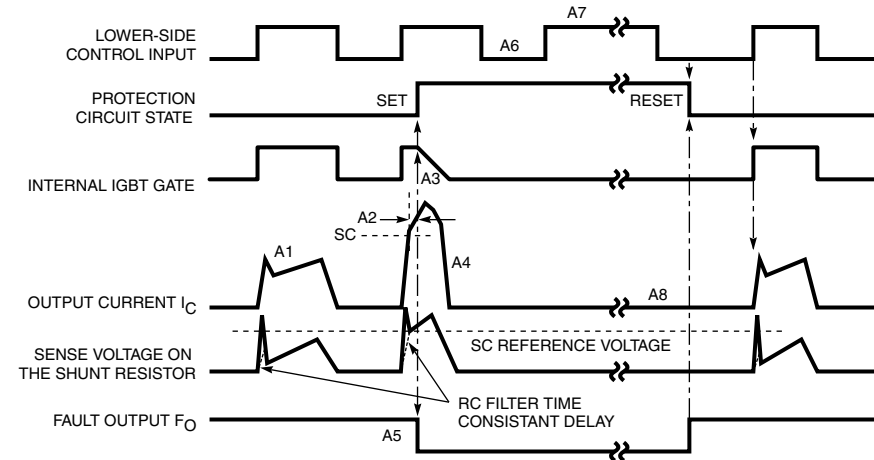 A7
LOWER-SIDE
CONTROL INPUT
A6
PROTECTION
CIRCUIT STATE
SET
RESET
INTERNAL IGBT GATE
A3
A2
SC
A1
A4
OUTPUT CURRENT IC
A8
SC REFERENCE VOLTAGE
SENSE VOLTAGE ON
THE SHUNT RESISTOR
RC FILTER TIME
CONSISTANT DELAY
FAULT OUTPUT FO
A5